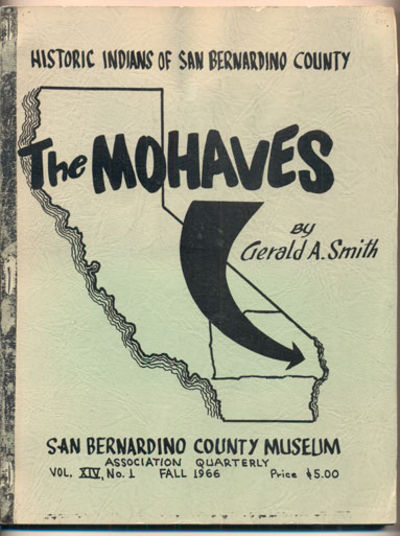 HISTORIC INDIANS OF SAN BERNARDINO COUNTY
The MOHAVES
By
Gerald A. Smith
SAN BERNARDINO COUNTY MUSEUM
ASSOCIATION QUARTERLY
VOL. XIV, No. 1 FALL 1966 Price $5.00